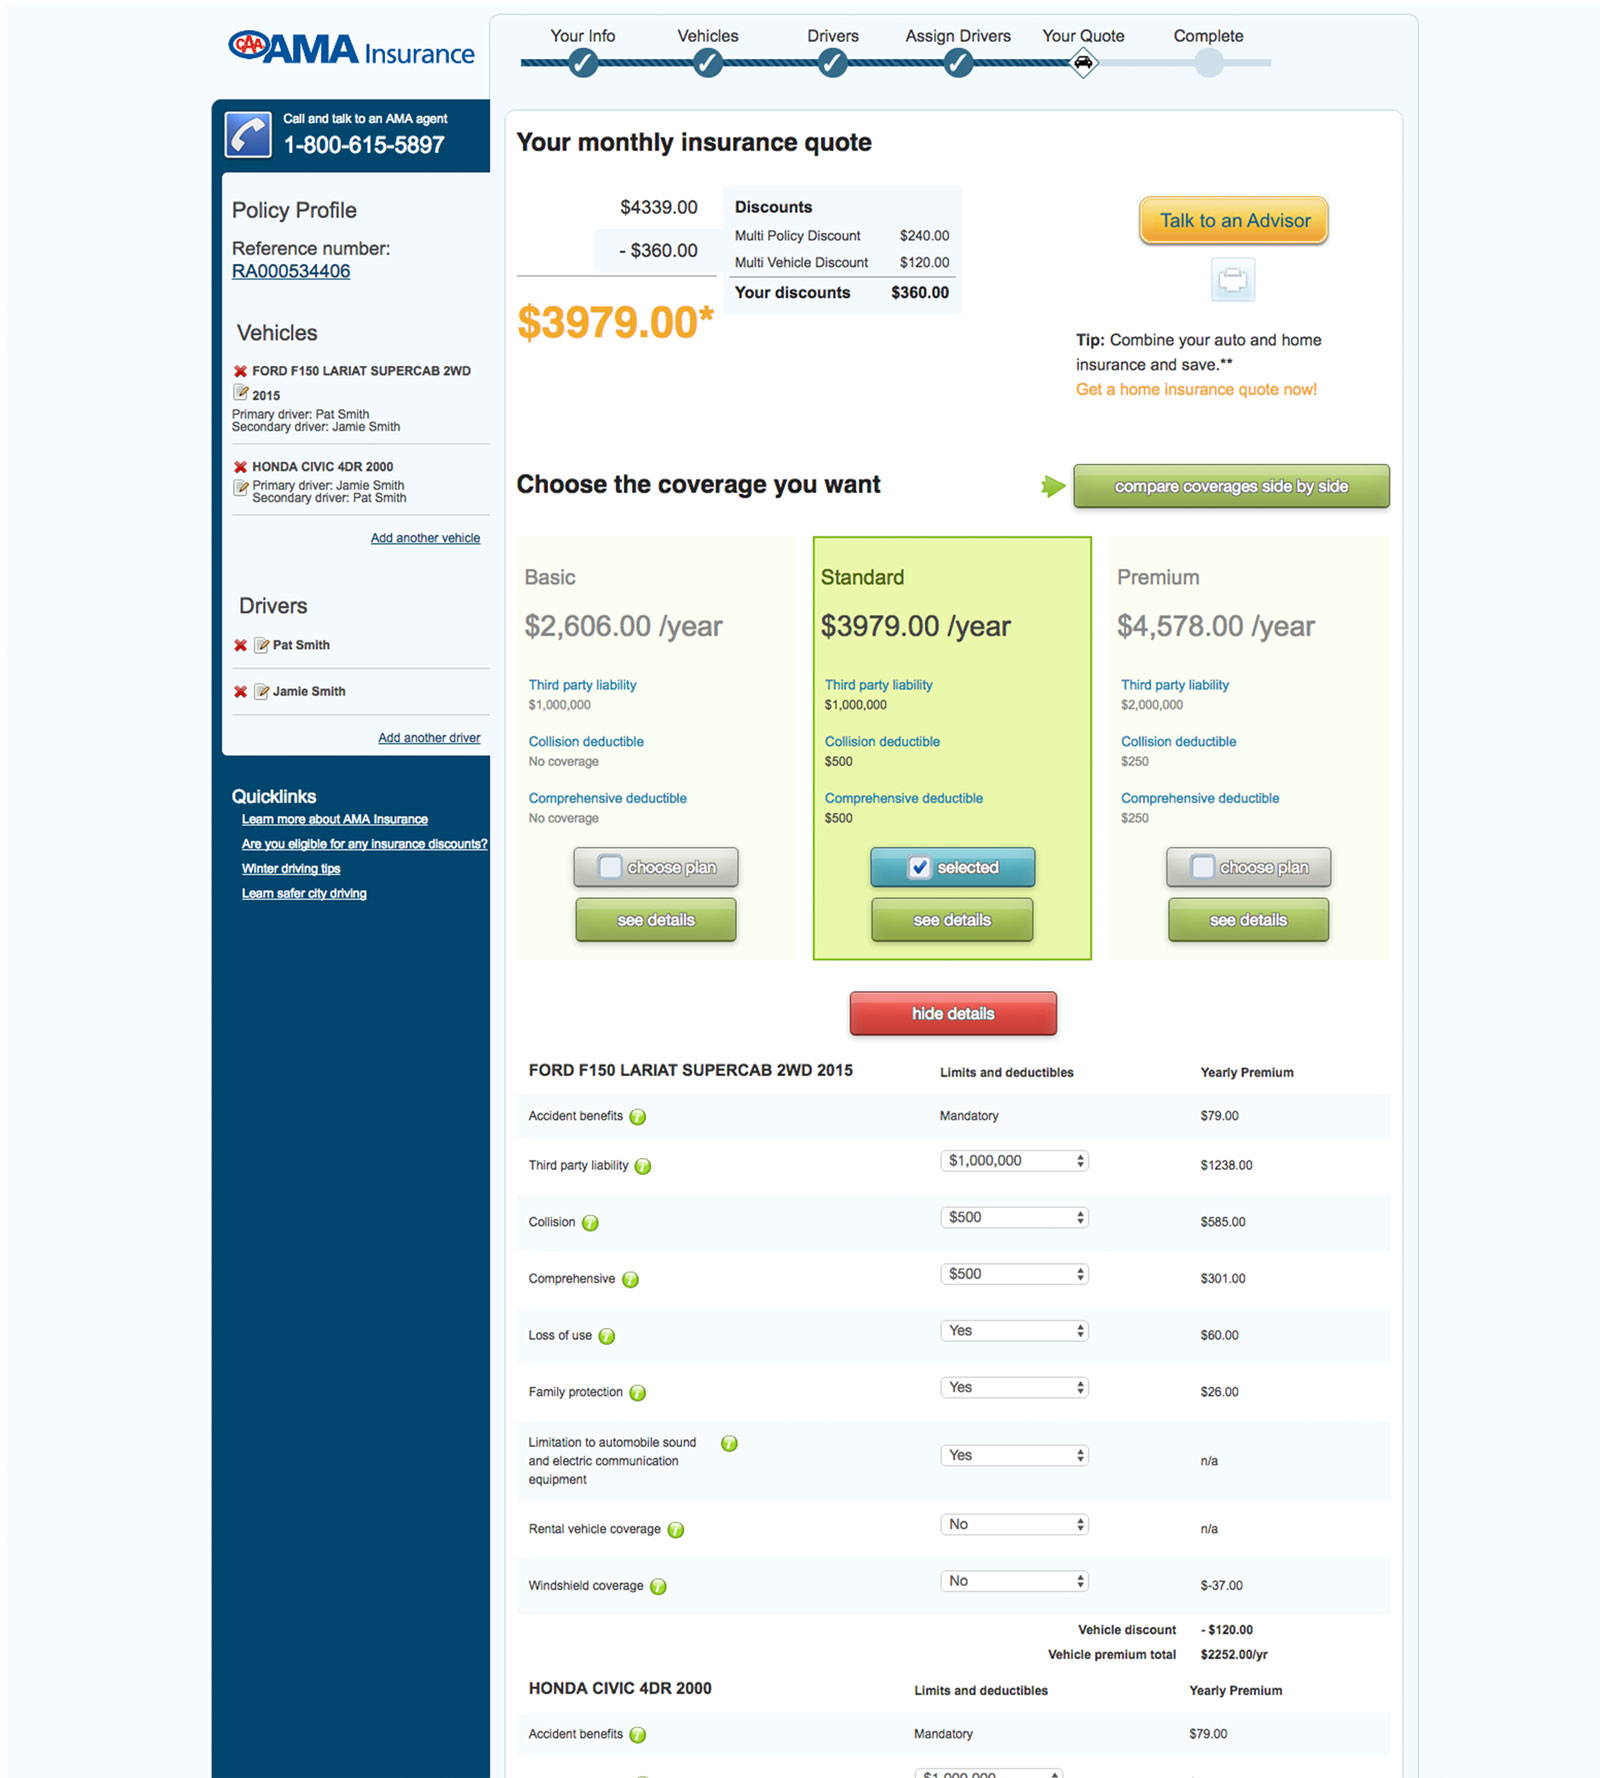 CAA AMA Insurance
Your Info
Vehicles
Drivers
Assign Drivers
Your Quote
Complete
Call and talk to an AMA agent
1-800-615-5897
Policy Profile
Reference number:
RA000534406
Vehicles
FORD F150 LARIAT SUPERCAB 2WD
2015
Primary driver: Pat Smith
Secondary driver: Jamie Smith
HONDA CIVIC 4DR 2000
Primary driver: Jamie Smith
Secondary driver: Pat Smith
Add another vehicle
Drivers
Pat Smith
Jamie Smith
Add another driver
Quicklinks
Learn more about AMA Insurance
Are you eligible for any insurance discounts?
Winter driving tips
Learn safer city driving
Your monthly insurance quote
$4339.00
- $360.00
$3979.00*
Discounts
Multi Policy Discount $240.00
Multi Vehicle Discount $120.00
Your discounts $360.00
Talk to an Advisor
Tip: Combine your auto and home
insurance and save.**
Get a home insurance quote now!
Choose the coverage you want
compare coverages side by side
Basic
$2,606.00 /year
Third party liability
$1,000,000
Collision deductible
No coverage
Comprehensive deductible
No coverage
choose plan
see details
Standard
$3979.00 /year
Third party liability
$1,000,000
Collision deductible
$500
Comprehensive deductible
$500
selected
see details
Premium
$4,578.00 /year
Third party liability
$2,000,000
Collision deductible
$250
Comprehensive deductible
$250
choose plan
see details
hide details
FORD F150 LARIAT SUPERCAB 2WD 2015 Limits and deductibles Yearly Premium
Accident benefits Mandatory $79.00
Third party liability $1,000,000 $1238.00
Collision $500 $585.00
Comprehensive $500 $301.00
Loss of use Yes $60.00
Family protection Yes $26.00
Limitation to automobile sound
and electric communication
equipment
Yes n/a
Rental vehicle coverage No n/a
Windshield coverage No $-37.00
Vehicle discount - $120.00
Vehicle premium total $2252.00/yr
HONDA CIVIC 4DR 2000 Limits and deductibles Yearly Premium
Accident benefits Mandatory $79.00
$1,000,000